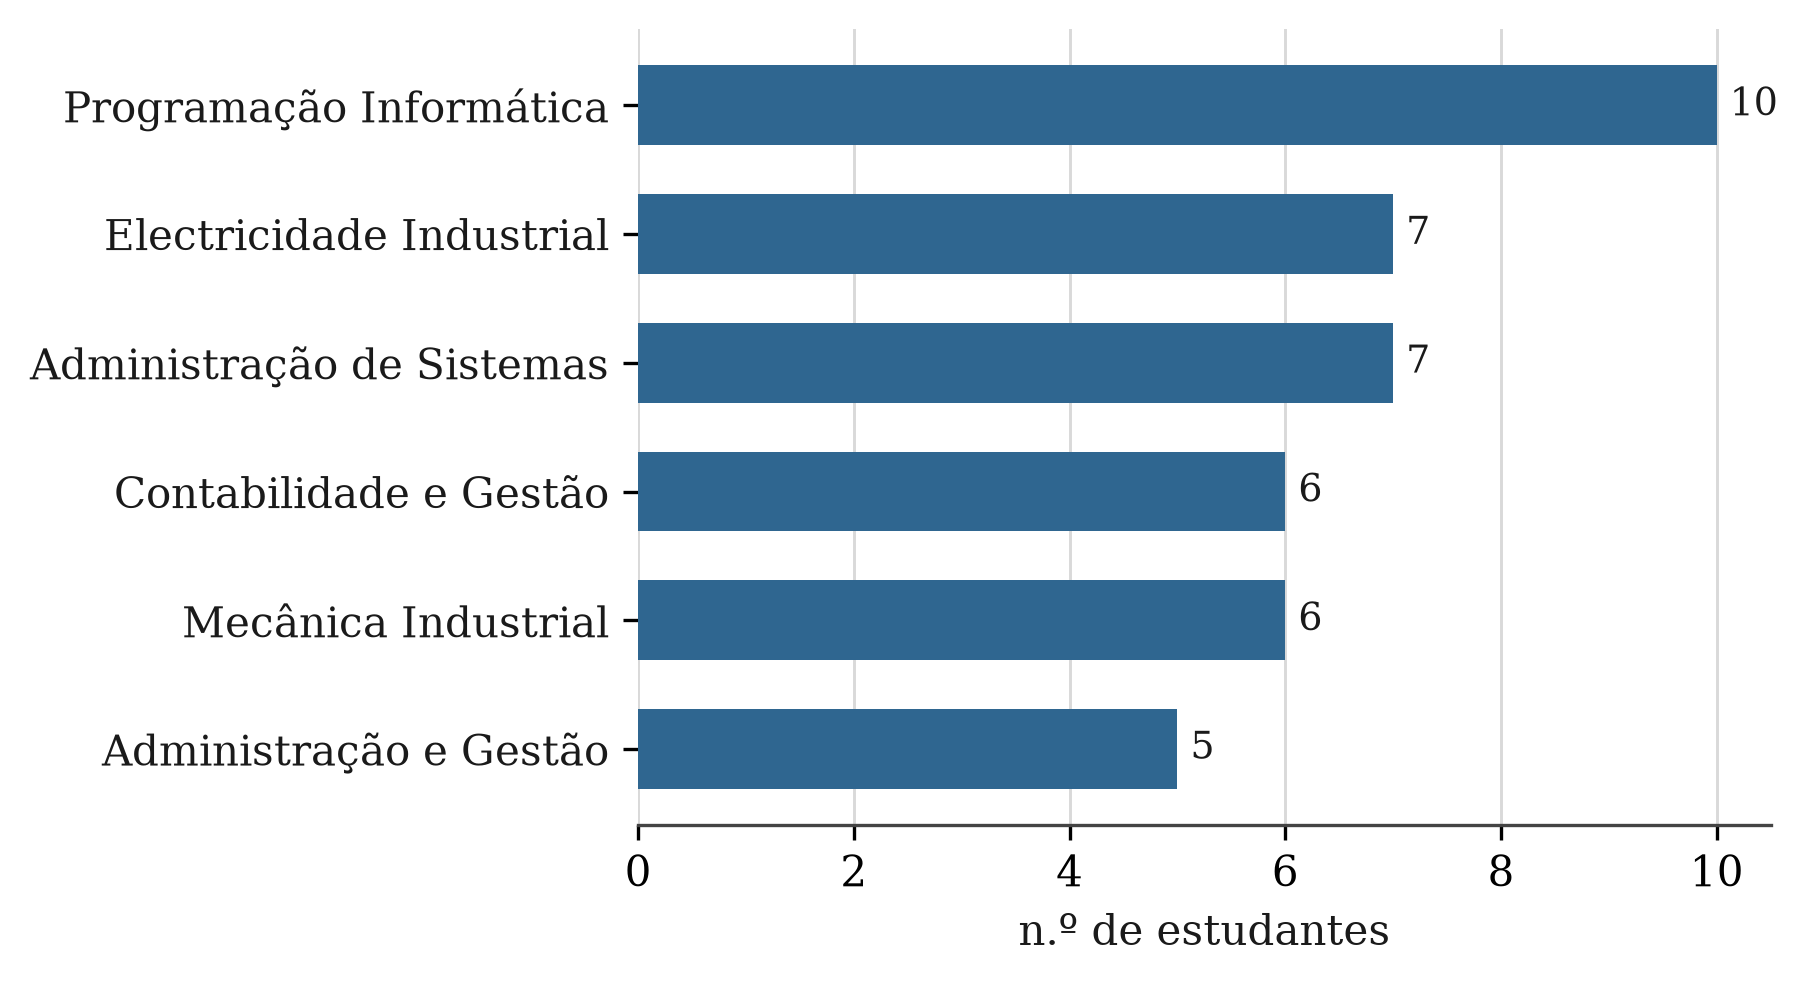 Programação Informática 10
Electricidade Industrial 7
Administração de Sistemas 7
Contabilidade e Gestão 6
Mecânica Industrial 6
Administração e Gestão 5
0 2 4 6 8 10
n.º de estudantes